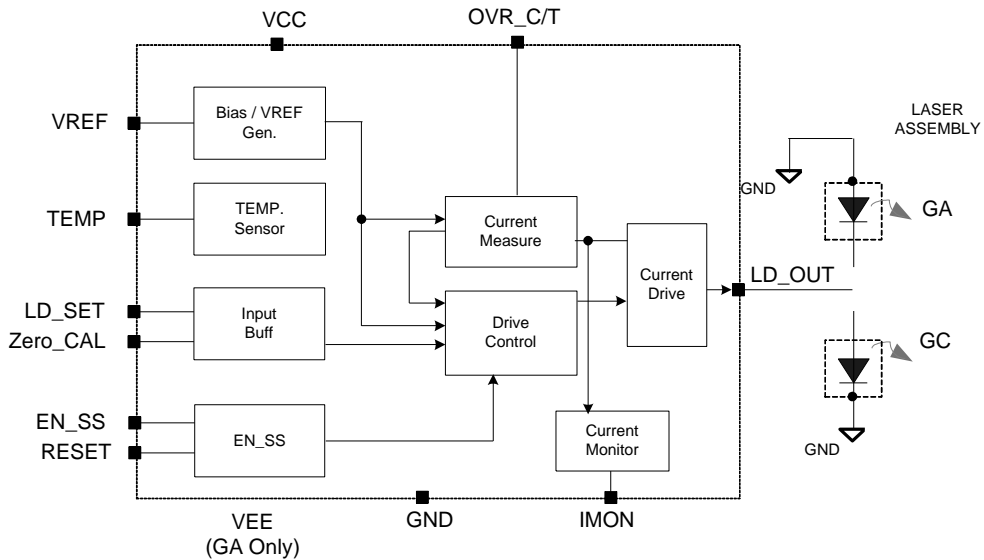 VCC
OVR_C/T
VREF
Bias / VREF
Gen.
LASER
ASSEMBLY
GND
TEMP
TEMP.
Sensor
Current
Measure
GA
LD_SET
Zero_CAL
Input
Buff
Drive
Control
Current
Drive
LD_OUT
GC
EN_SS
RESET
EN_SS
Current
Monitor
GND
VEE
(GA Only)
GND
IMON